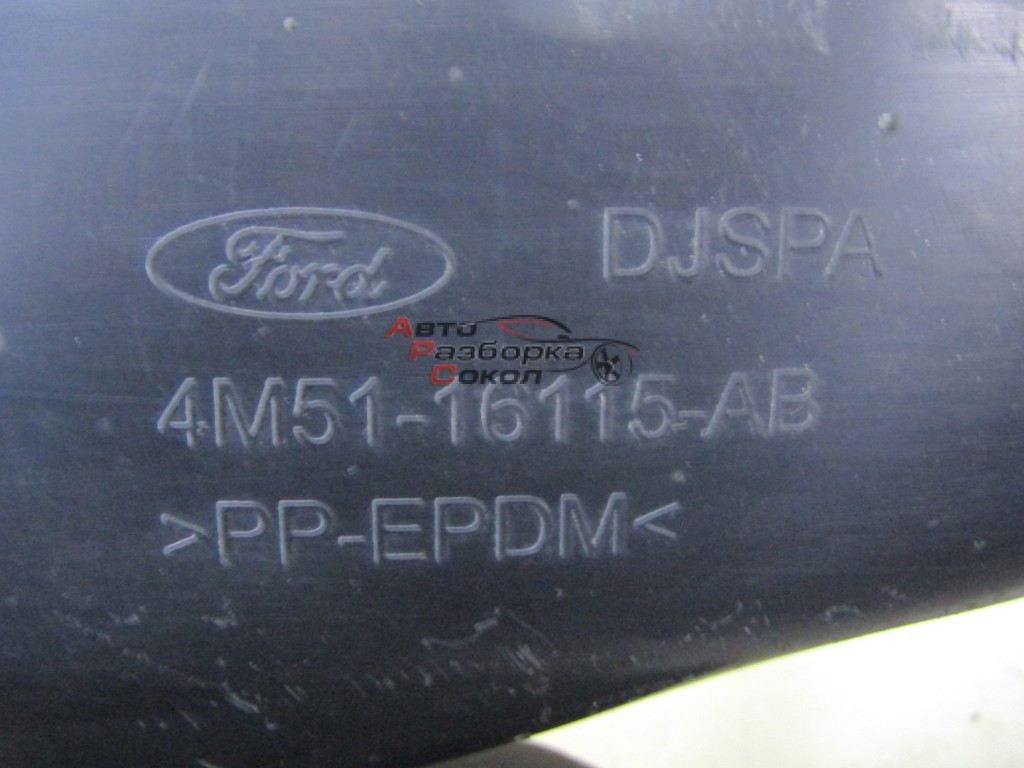 Ford DJSPA
Авто
Разборка
Сокол
4M51-16115-AB
>PP-EPDM<